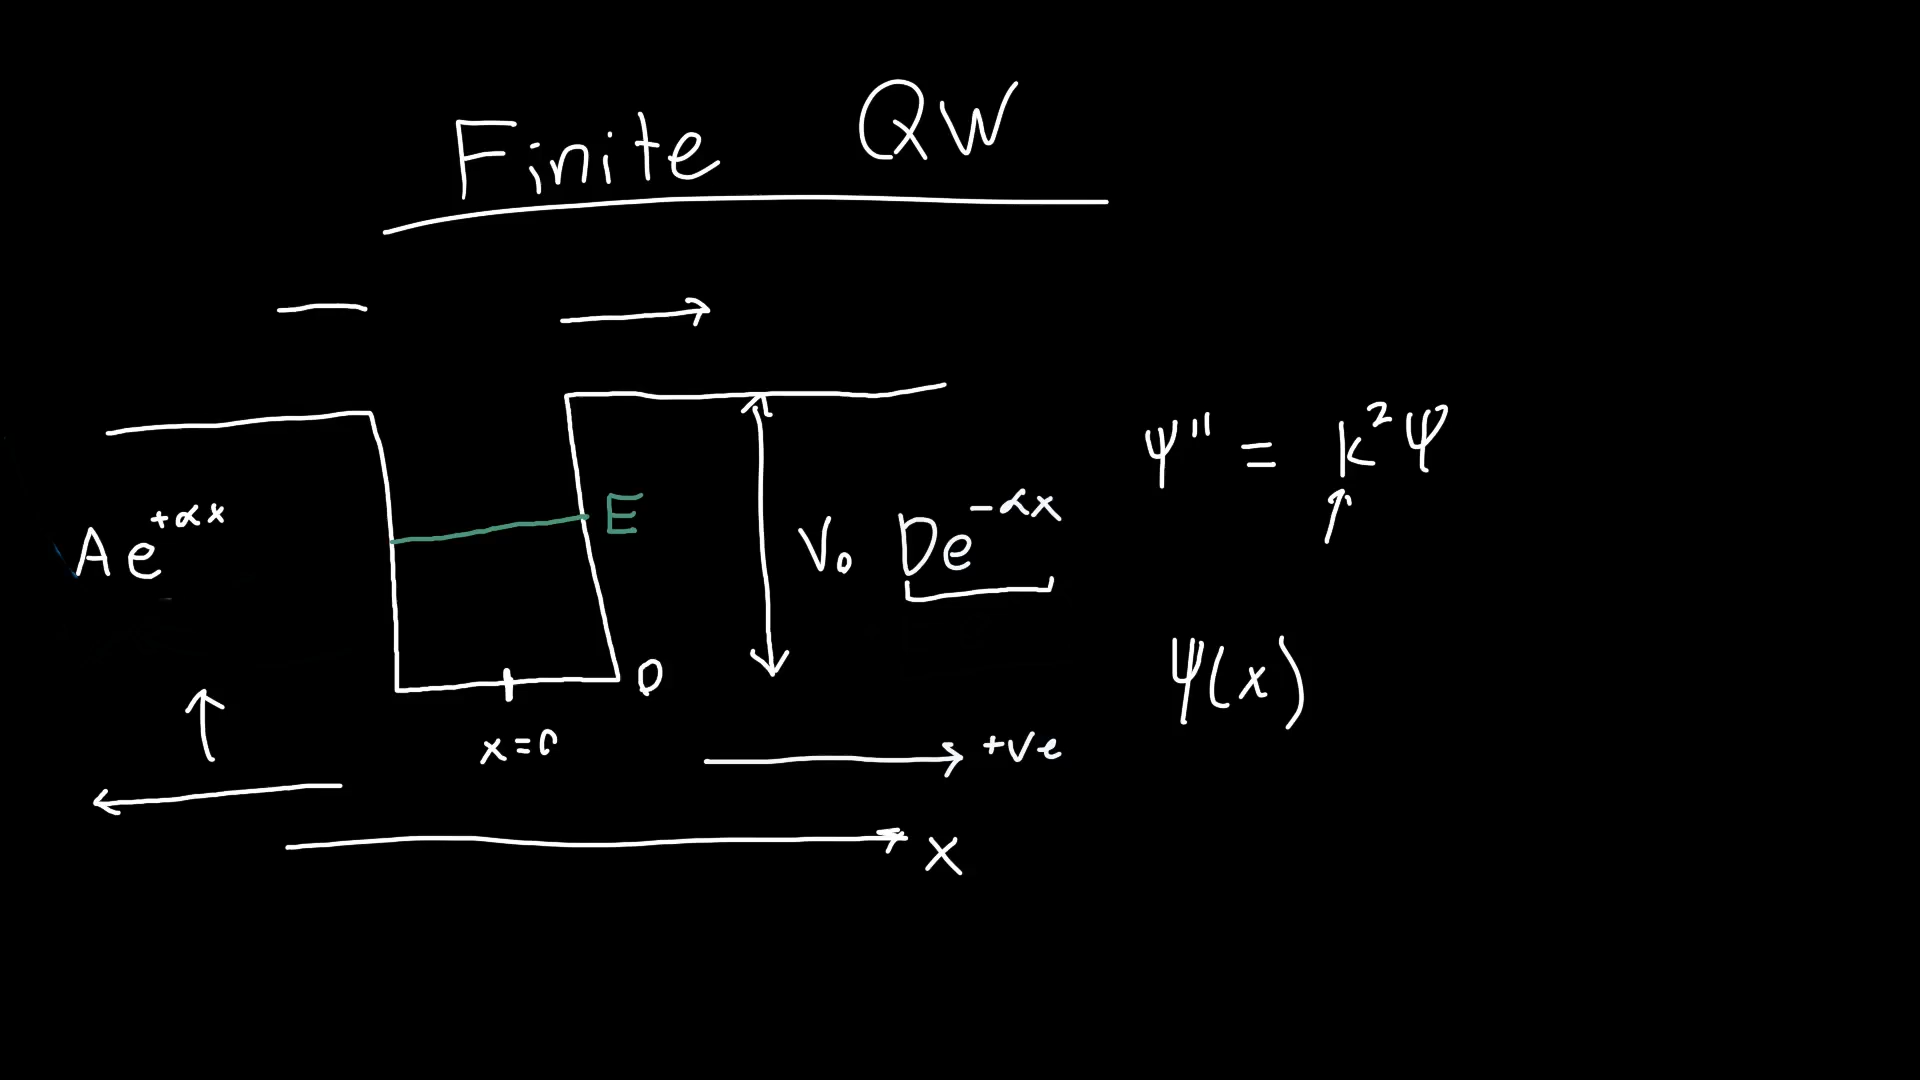 Finite QW
ψ'' = k²ψ
E
Ae^{+αx}
V₀
De^{-αx}
0
ψ(x)
x=0
+ve
x